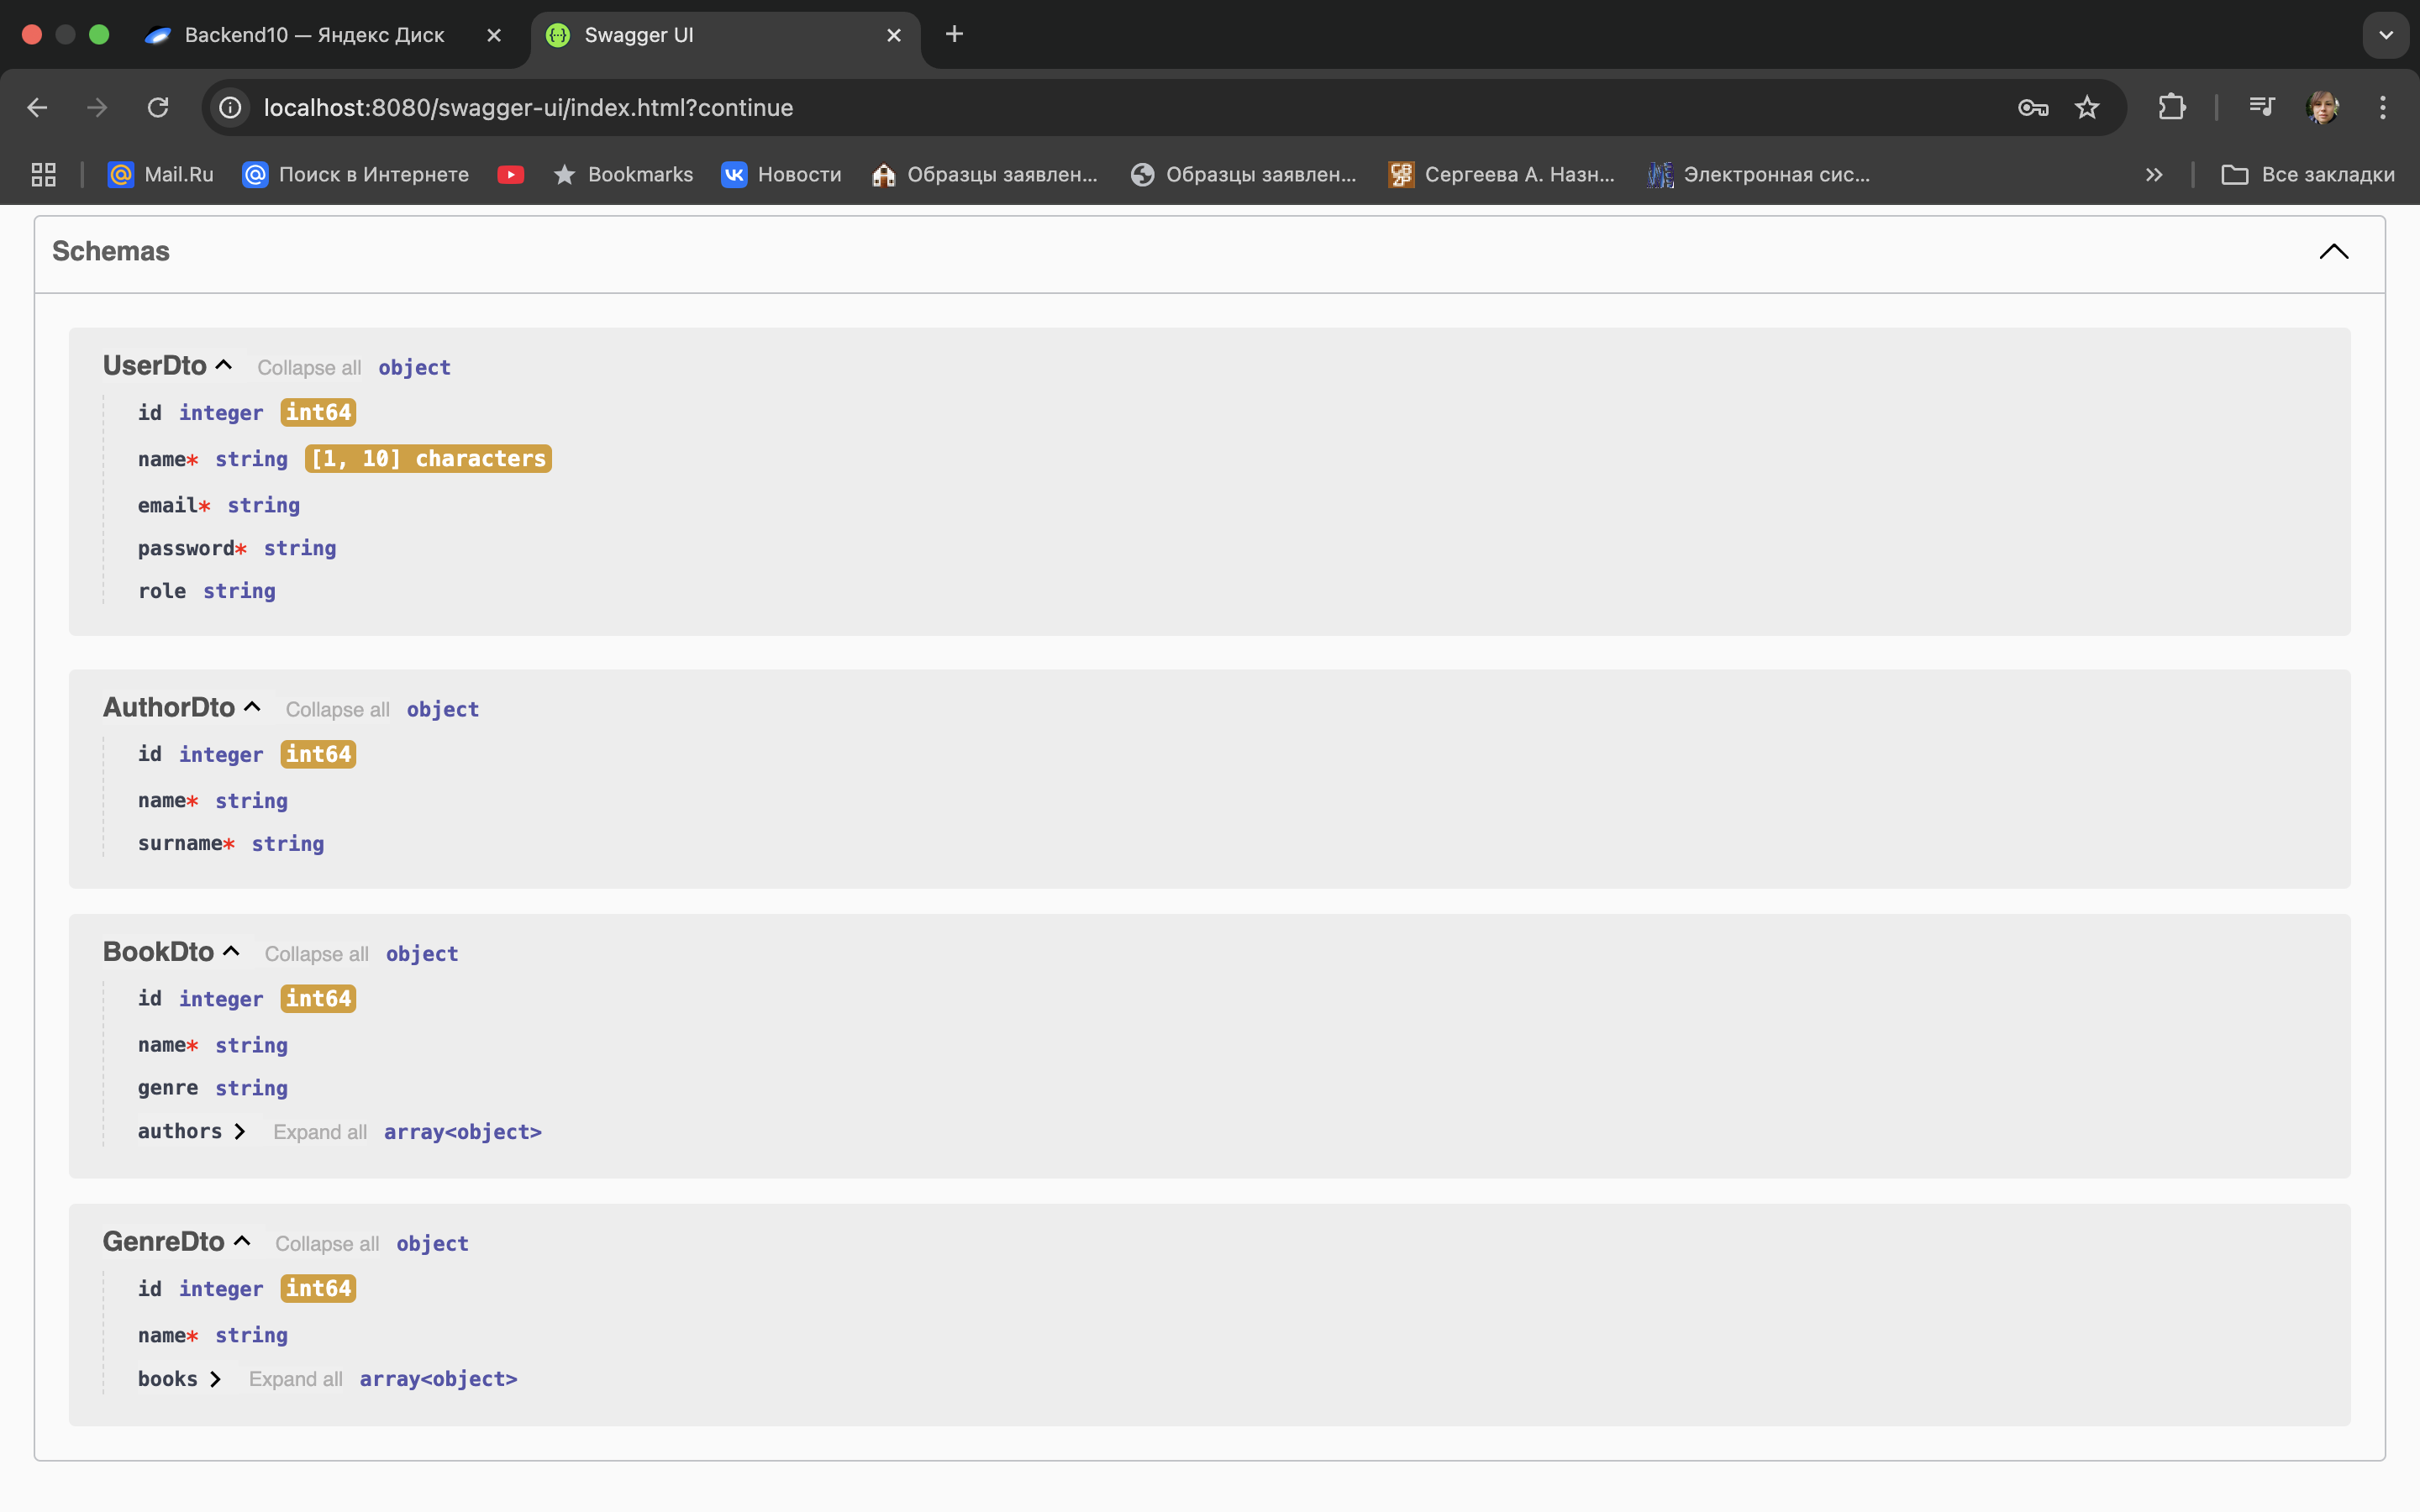 Backend10 — Яндекс Диск
Swagger UI
localhost:8080/swagger-ui/index.html?continue
Mail.Ru
Поиск в Интернете
Bookmarks
Новости
Образцы заявлен...
Образцы заявлен...
Сергеева А. Назн...
Электронная сис...
Все закладки
Schemas
UserDto Collapse all object
id integer int64
name* string [1, 10] characters
email* string
password* string
role string
AuthorDto Collapse all object
id integer int64
name* string
surname* string
BookDto Collapse all object
id integer int64
name* string
genre string
authors Expand all array<object>
GenreDto Collapse all object
id integer int64
name* string
books Expand all array<object>